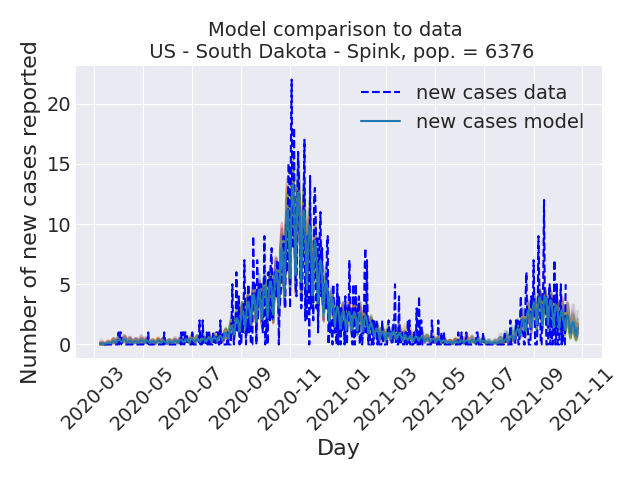 Model comparison to data
US - South Dakota - Spink, pop. = 6376
Number of new cases reported
20
15
10
5
0
new cases data
new cases model
2020-03
2020-05
2020-07
2020-09
2020-11
2021-01
2021-03
2021-05
2021-07
2021-09
2021-11
Day